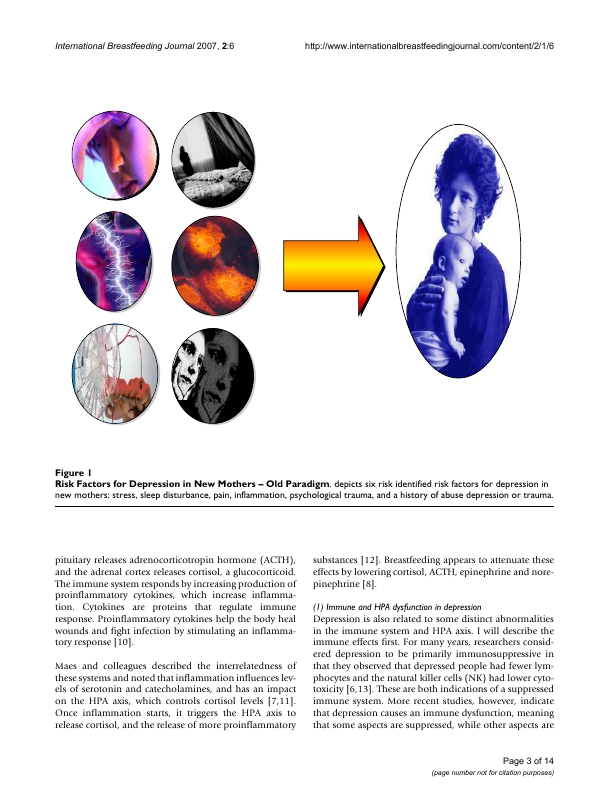 International Breastfeeding Journal 2007, 2:6
http://www.internationalbreastfeedingjournal.com/content/2/1/6
Figure 1
Risk Factors for Depression in New Mothers – Old Paradigm. depicts six risk identified risk factors for depression in
new mothers: stress, sleep disturbance, pain, inflammation, psychological trauma, and a history of abuse depression or trauma.
pituitary releases adrenocorticotropin hormone (ACTH),
and the adrenal cortex releases cortisol, a glucocorticoid.
The immune system responds by increasing production of
proinflammatory cytokines, which increase inflamma-
tion. Cytokines are proteins that regulate immune
response. Proinflammatory cytokines help the body heal
wounds and fight infection by stimulating an inflamma-
tory response [10].
Maes and colleagues described the interrelatedness of
these systems and noted that inflammation influences lev-
els of serotonin and catecholamines, and has an impact
on the HPA axis, which controls cortisol levels [7,11].
Once inflammation starts, it triggers the HPA axis to
release cortisol, and the release of more proinflammatory
substances [12]. Breastfeeding appears to attenuate these
effects by lowering cortisol, ACTH, epinephrine and nore-
pinephrine [8].
(1) Immune and HPA dysfunction in depression
Depression is also related to some distinct abnormalities
in the immune system and HPA axis. I will describe the
immune effects first. For many years, researchers consid-
ered depression to be primarily immunosuppressive in
that they observed that depressed people had fewer lym-
phocytes and the natural killer cells (NK) had lower cyto-
toxicity [6,13]. These are both indications of a suppressed
immune system. More recent studies, however, indicate
that depression causes an immune dysfunction, meaning
that some aspects are suppressed, while other aspects are
Page 3 of 14
(page number not for citation purposes)